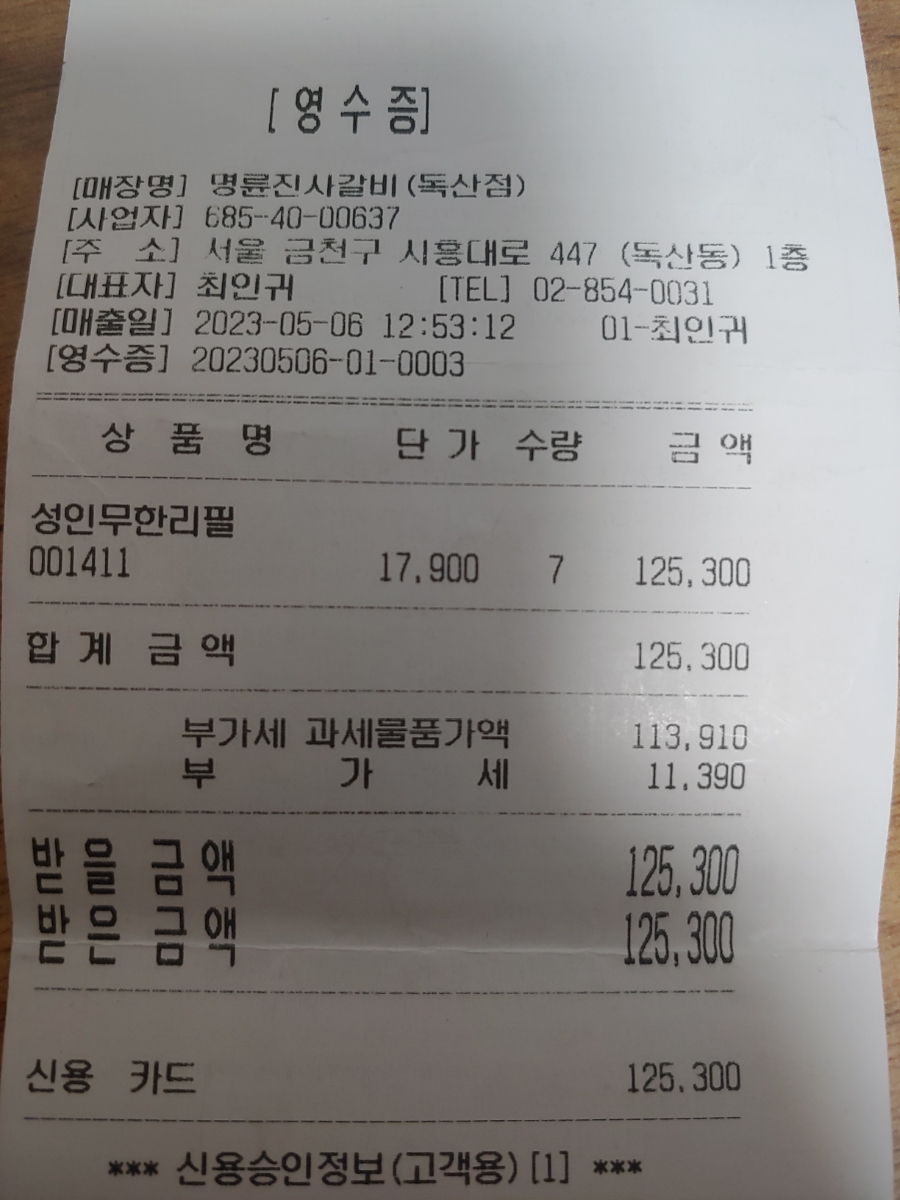 [영수증]
[매장명] 명륜진사갈비(독산점)
[사업자] 685-40-00637
[주 소] 서울 금천구 시흥대로 447 (독산동) 1층
[대표자] 최인귀 [TEL] 02-854-0031
[매출일] 2023-05-06 12:53:12 01-최인귀
[영수증] 20230506-01-0003
상 품 명 단 가 수량 금 액
성인무한리필
001411 17,900 7 125,300
합 계 금 액 125,300
부가세 과세물품가액 113,910
부 가 세 11,390
받 을 금 액 125,300
받 은 금 액 125,300
신용 카드 125,300
*** 신용승인정보(고객용)[1] ***